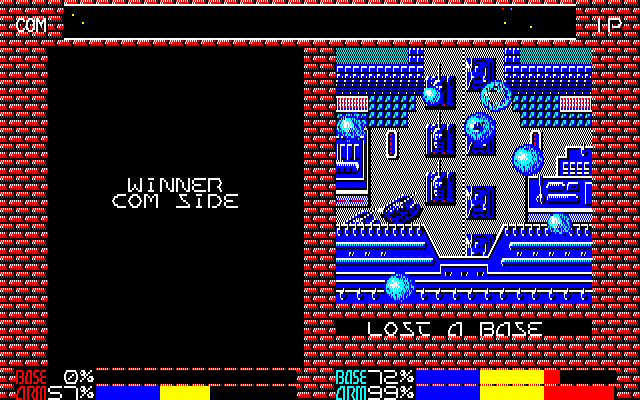 COM 1P
WINNER
COM SIDE
LOST A BASE
BASE 0% BASE 72%
ARM 57% ARM 99%